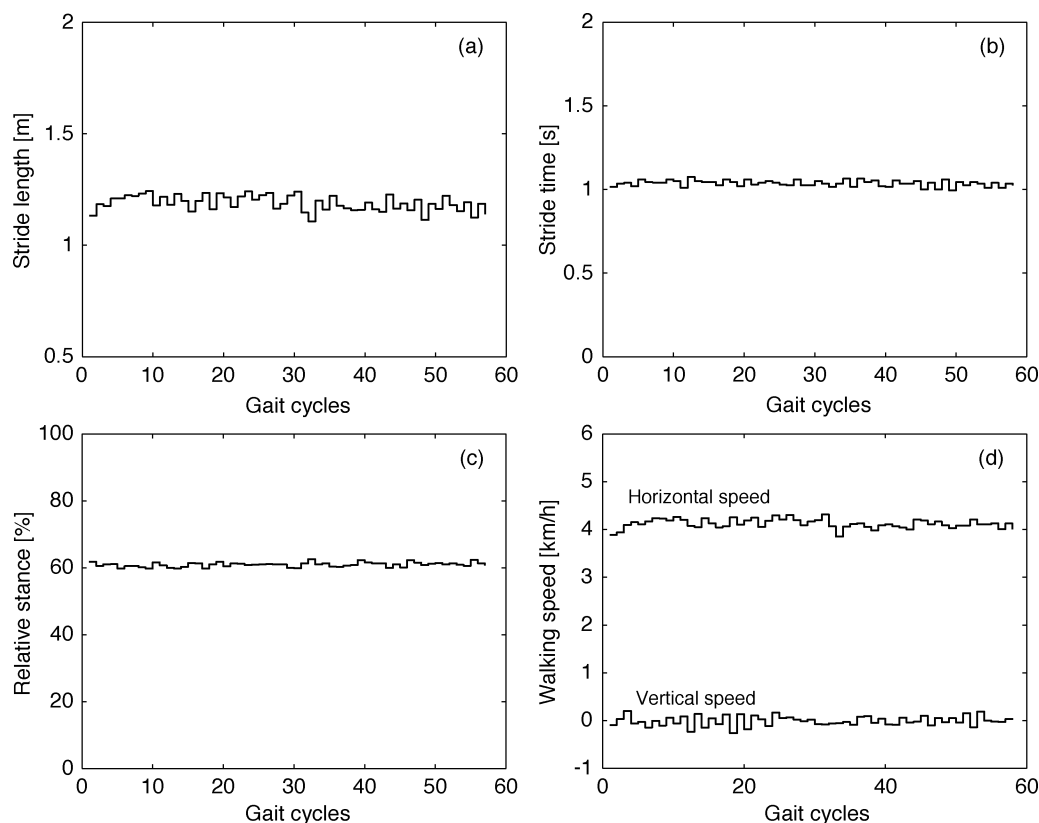 2
(a)
1.5
Stride length [m]
1
0.5
0 10 20 30 40 50 60
Gait cycles
2
(b)
1.5
Stride time [s]
1
0.5
0
0 10 20 30 40 50 60
Gait cycles
100
(c)
80
Relative stance [%]
60
40
20
0
0 10 20 30 40 50 60
Gait cycles
6
(d)
5
Horizontal speed
4
Walking speed [km/h]
3
2
1
Vertical speed
0
-1
0 20 40 60
Gait cycles